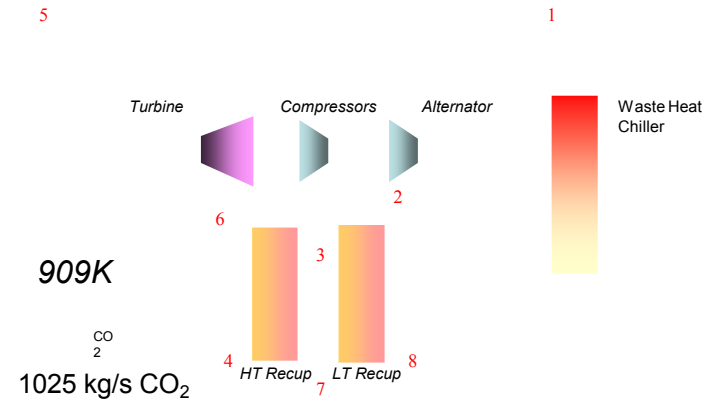 5
1
Turbine
Compressors
Alternator
Waste Heat
Chiller
2
6
3
909K
CO
2
4
8
HT Recup
LT Recup
7
1025 kg/s CO₂